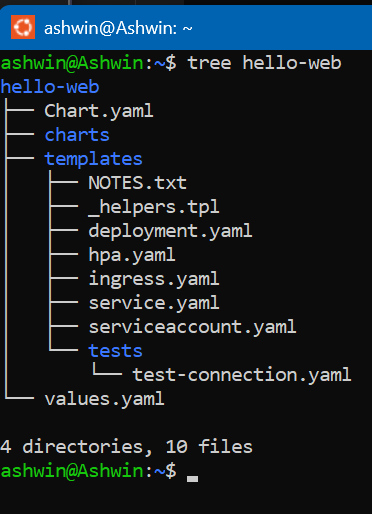 ashwin@Ashwin: ~
ashwin@Ashwin:~$ tree hello-web
hello-web
├── Chart.yaml
├── charts
├── templates
│   ├── NOTES.txt
│   ├── _helpers.tpl
│   ├── deployment.yaml
│   ├── hpa.yaml
│   ├── ingress.yaml
│   ├── service.yaml
│   ├── serviceaccount.yaml
│   └── tests
│       └── test-connection.yaml
└── values.yaml
4 directories, 10 files
ashwin@Ashwin:~$